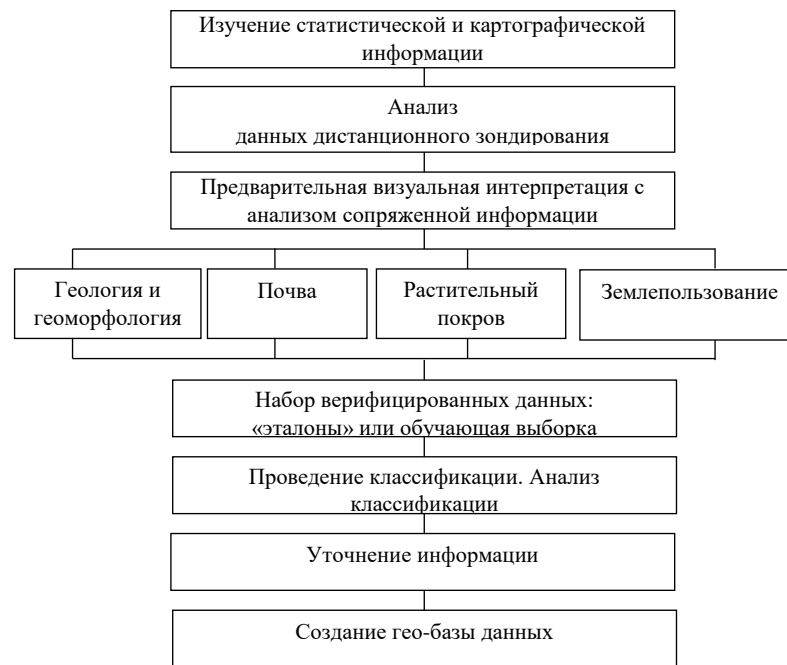 Изучение статистической и картографической
информации
Анализ
данных дистанционного зондирования
Предварительная визуальная интерпретация с
анализом сопряженной информации
Геология и
геоморфология
Почва
Растительный
покров
Землепользование
Набор верифицированных данных:
«эталоны» или обучающая выборка
Проведение классификации. Анализ
классификации
Уточнение информации
Создание гео-базы данных